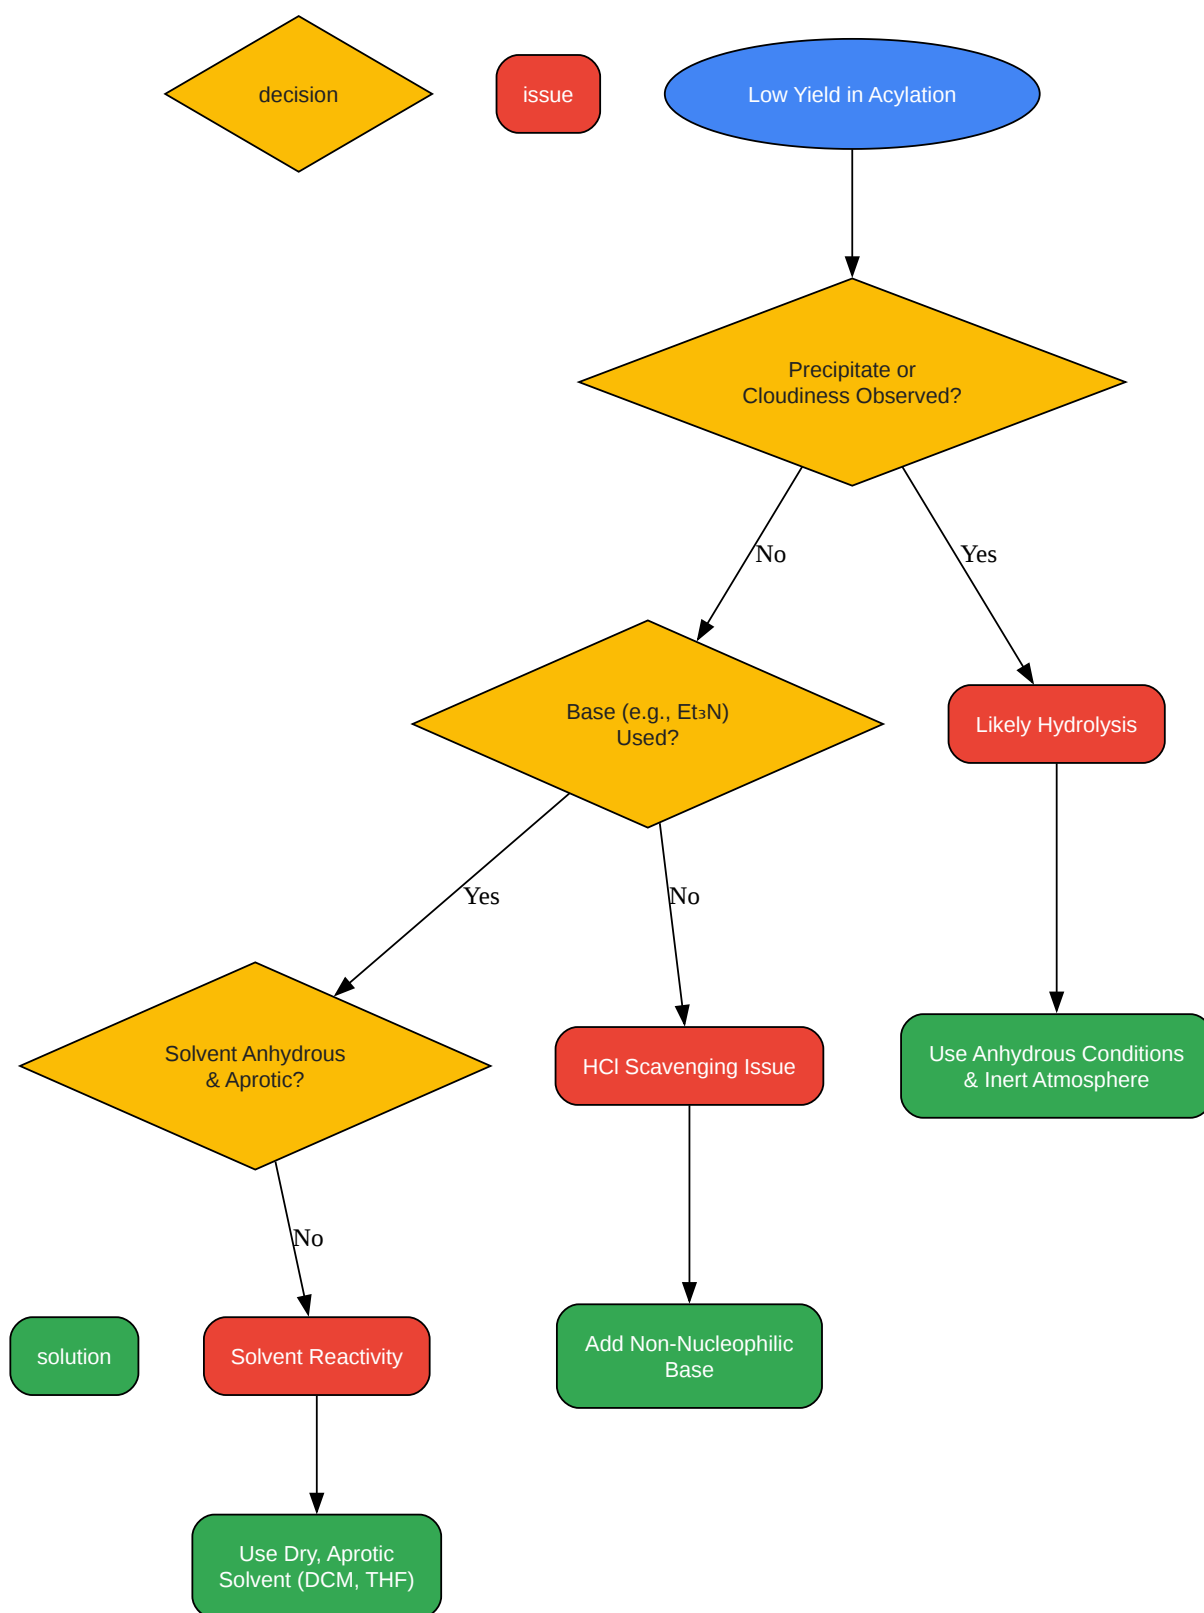 decision
issue
Low Yield in Acylation
Precipitate or
Cloudiness Observed?
No
Yes
Base (e.g., Et₃N)
Used?
Likely Hydrolysis
Yes
No
Solvent Anhydrous
& Aprotic?
HCl Scavenging Issue
Use Anhydrous Conditions
& Inert Atmosphere
No
solution
Solvent Reactivity
Add Non-Nucleophilic
Base
Use Dry, Aprotic
Solvent (DCM, THF)